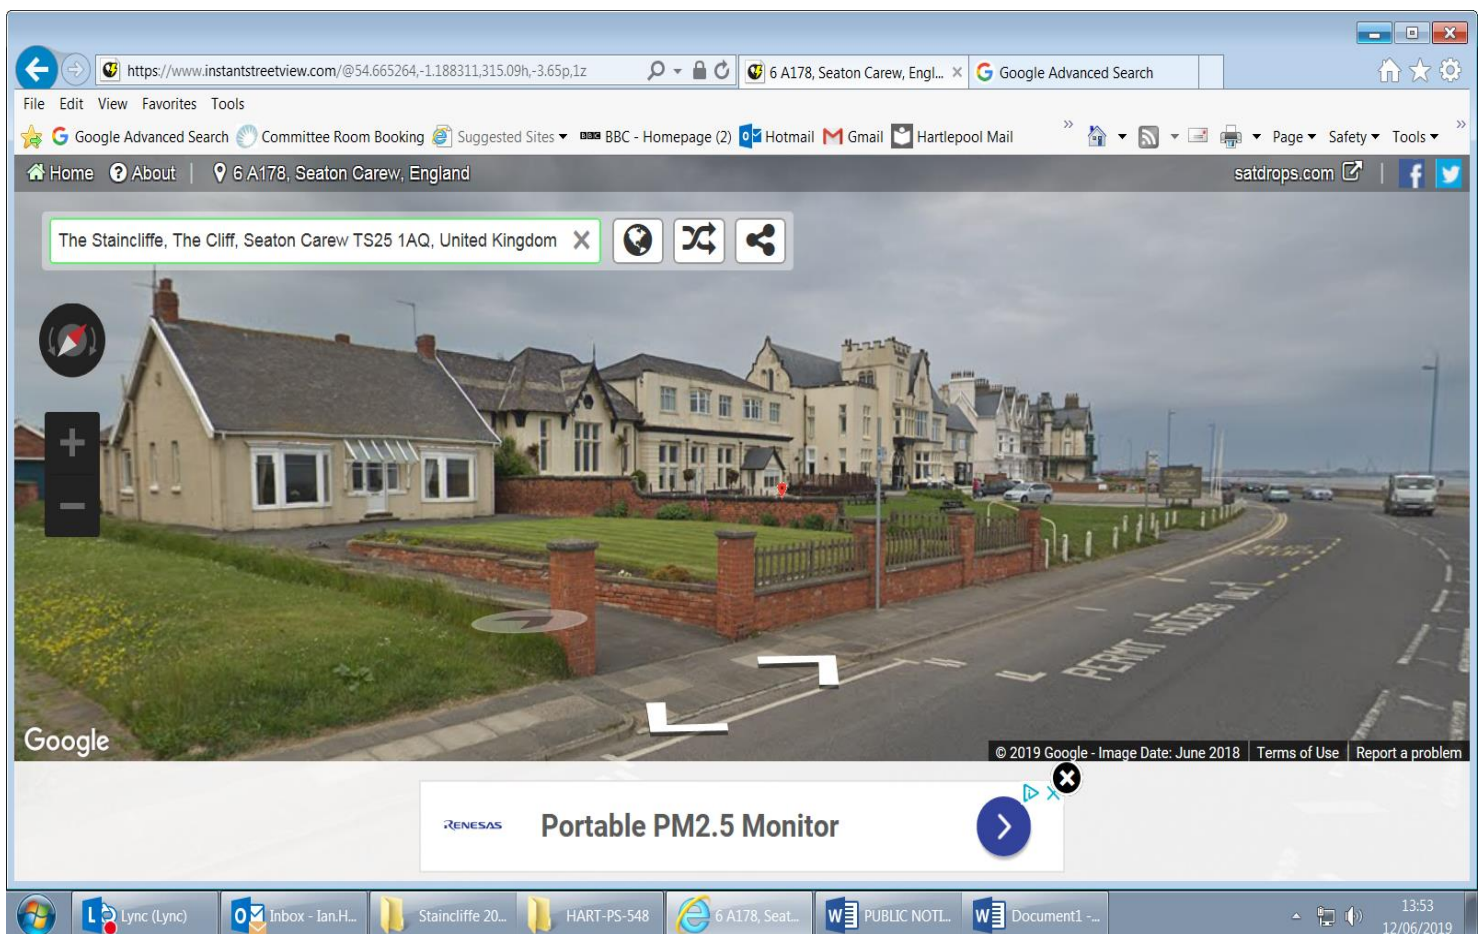 https://www.instantstreetview.com/@54.665264,-1.188311,315.09h,-3.65p,1z
6 A178, Seaton Carew, Engl...
Google Advanced Search
File Edit View Favorites Tools
Google Advanced Search Committee Room Booking Suggested Sites BBC - Homepage (2) Hotmail Gmail Hartlepool Mail » Page Safety Tools »
Home About | 6 A178, Seaton Carew, England satdrops.com
The Staincliffe, The Cliff, Seaton Carew TS25 1AQ, United Kingdom
PERMIT HOLDERS ONLY
Google
© 2019 Google - Image Date: June 2018 Terms of Use Report a problem
RENESAS Portable PM2.5 Monitor
Lync (Lync) Inbox - Ian.H... Staincliffe 20... HART-PS-548 6 A178, Seat... PUBLIC NOTI... Document1 -...
13:53
12/06/2019